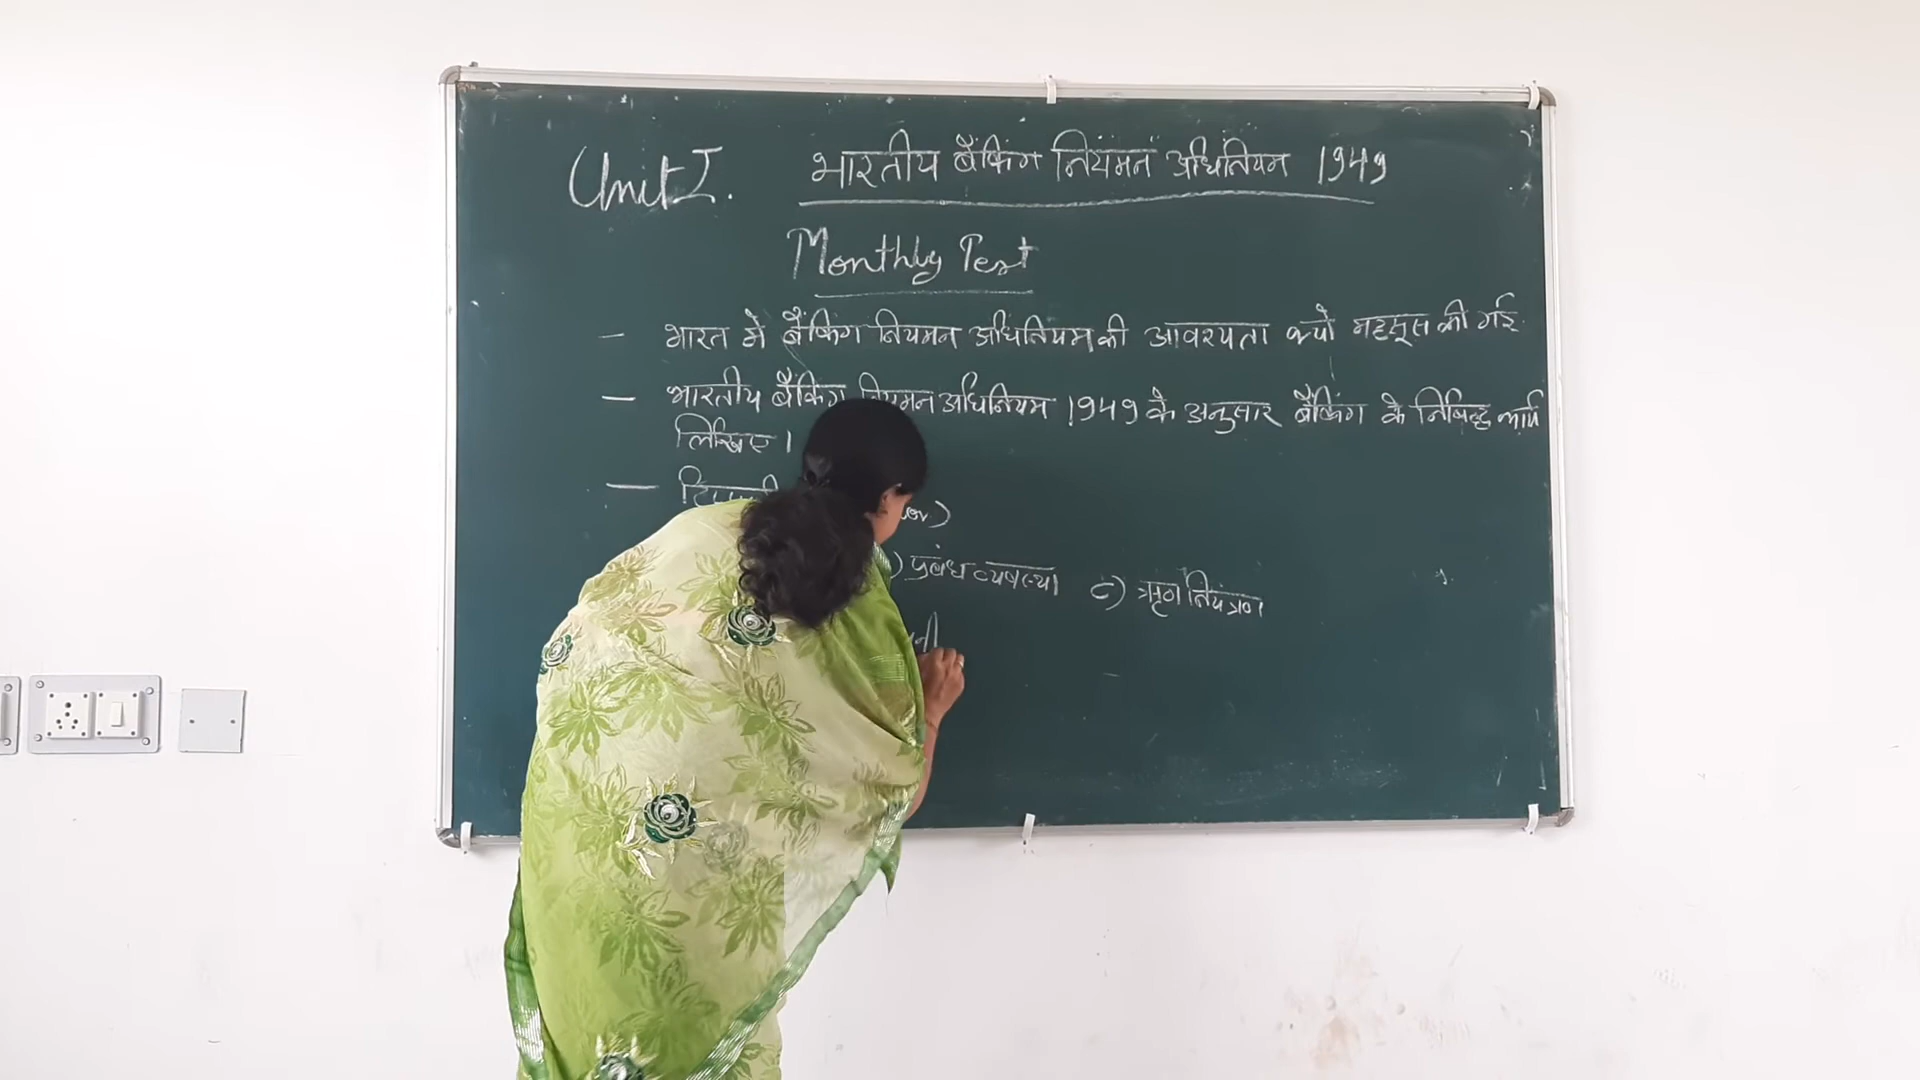 Unit I. भारतीय बैंकिंग नियमन अधिनियम 1949
Monthly Test
— भारत मे बैंकिंग नियमन अधिनियम की आवश्यता क्यो महसूस की गई
— भारतीय बैंकिंग नियमन अधिनियम 1949 के अनुसार बैंकिंग के निषिद्ध कार्य
लिखिए।
— टिप्पणी
) प्रबंध व्यवस्था c) ऋण नियंत्रण